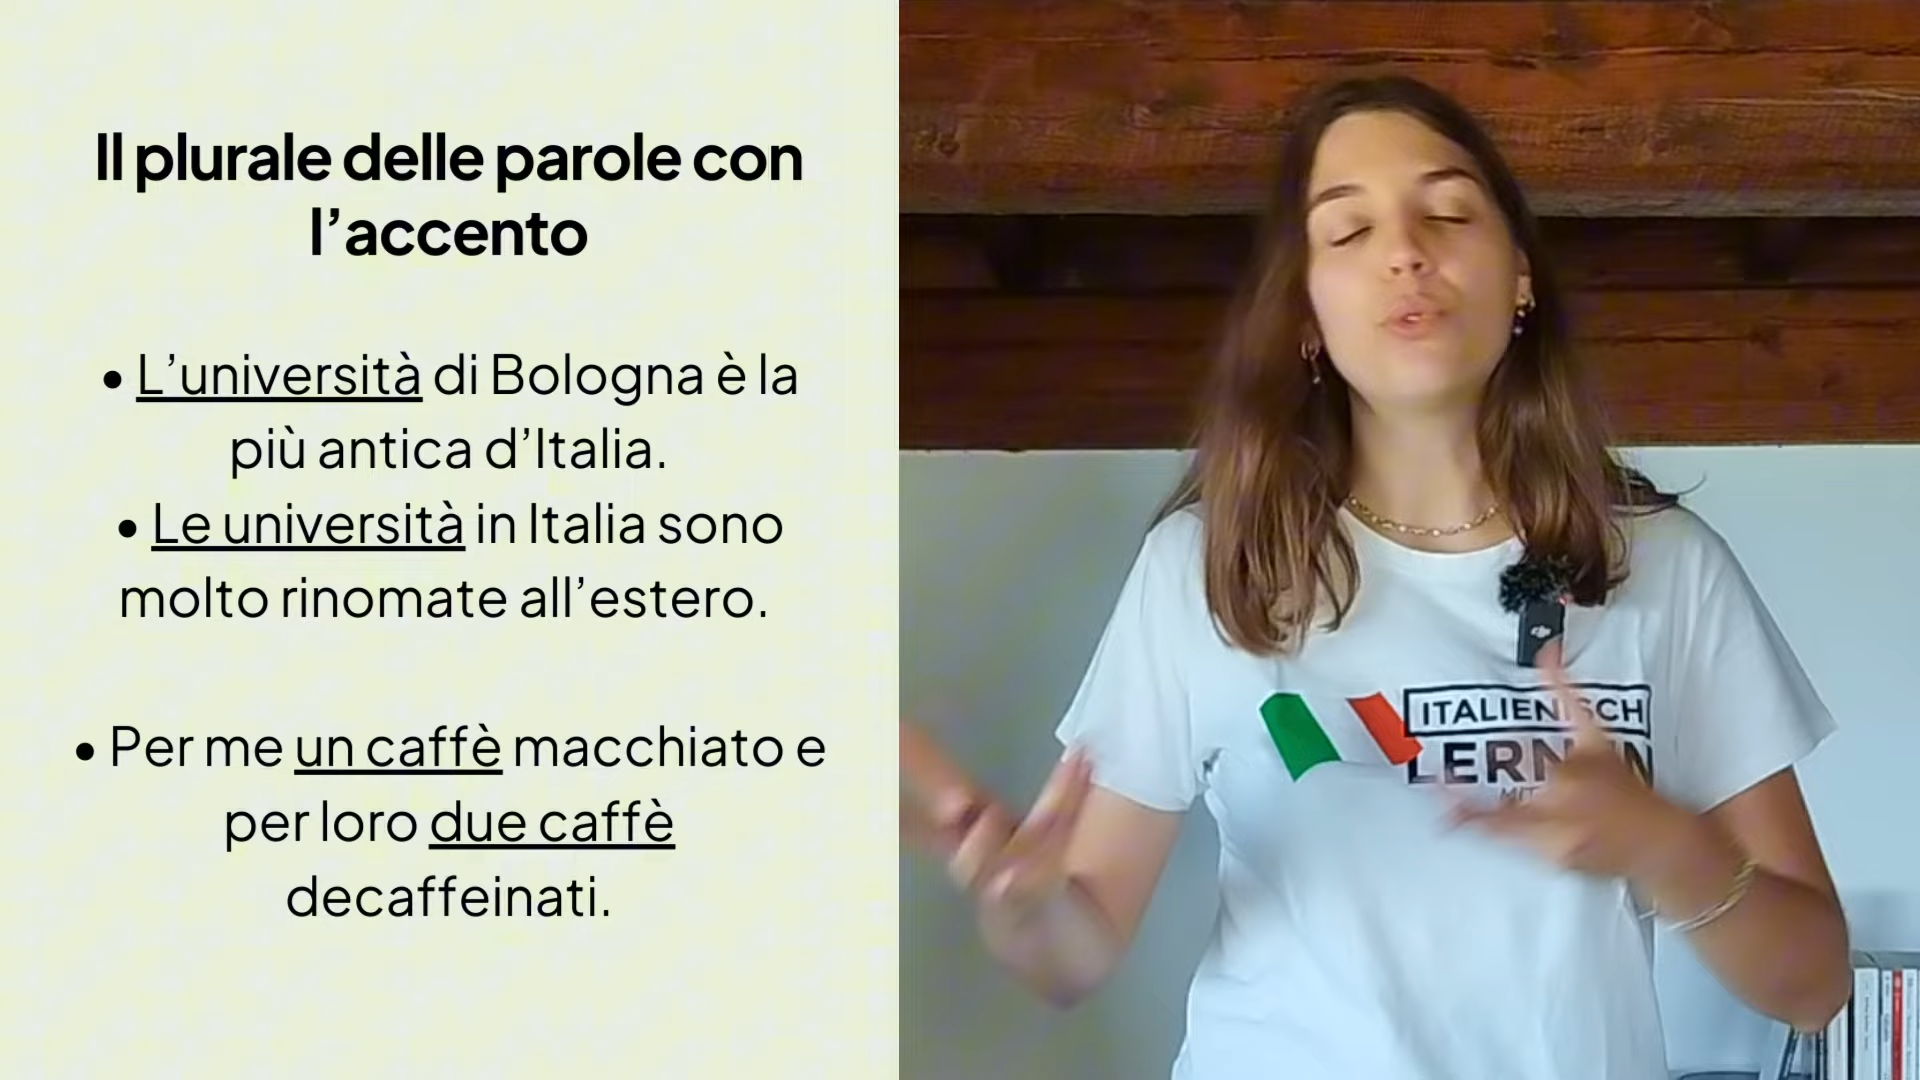 Il plurale delle parole con
l’accento
• L’università di Bologna è la
più antica d’Italia.
• Le università in Italia sono
molto rinomate all’estero.
• Per me un caffè macchiato e
per loro due caffè
decaffeinati.
MIT